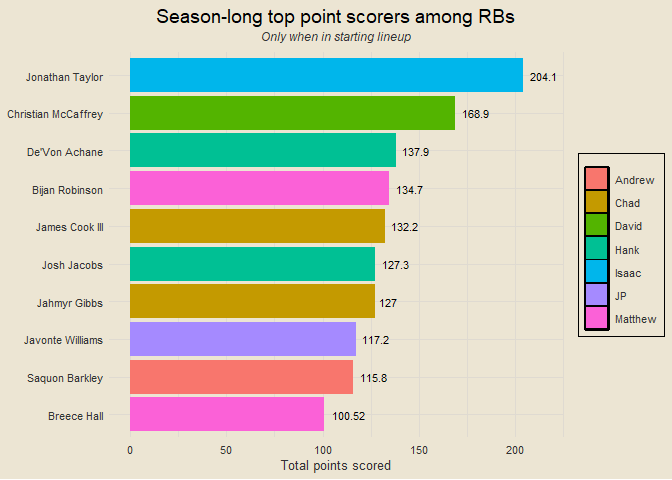 Season-long top point scorers among RBs
Only when in starting lineup
Jonathan Taylor 204.1
Christian McCaffrey 168.9
De'Von Achane 137.9
Bijan Robinson 134.7
James Cook III 132.2
Josh Jacobs 127.3
Jahmyr Gibbs 127
Javonte Williams 117.2
Saquon Barkley 115.8
Breece Hall 100.52
0 50 100 150 200
Total points scored
Andrew
Chad
David
Hank
Isaac
JP
Matthew